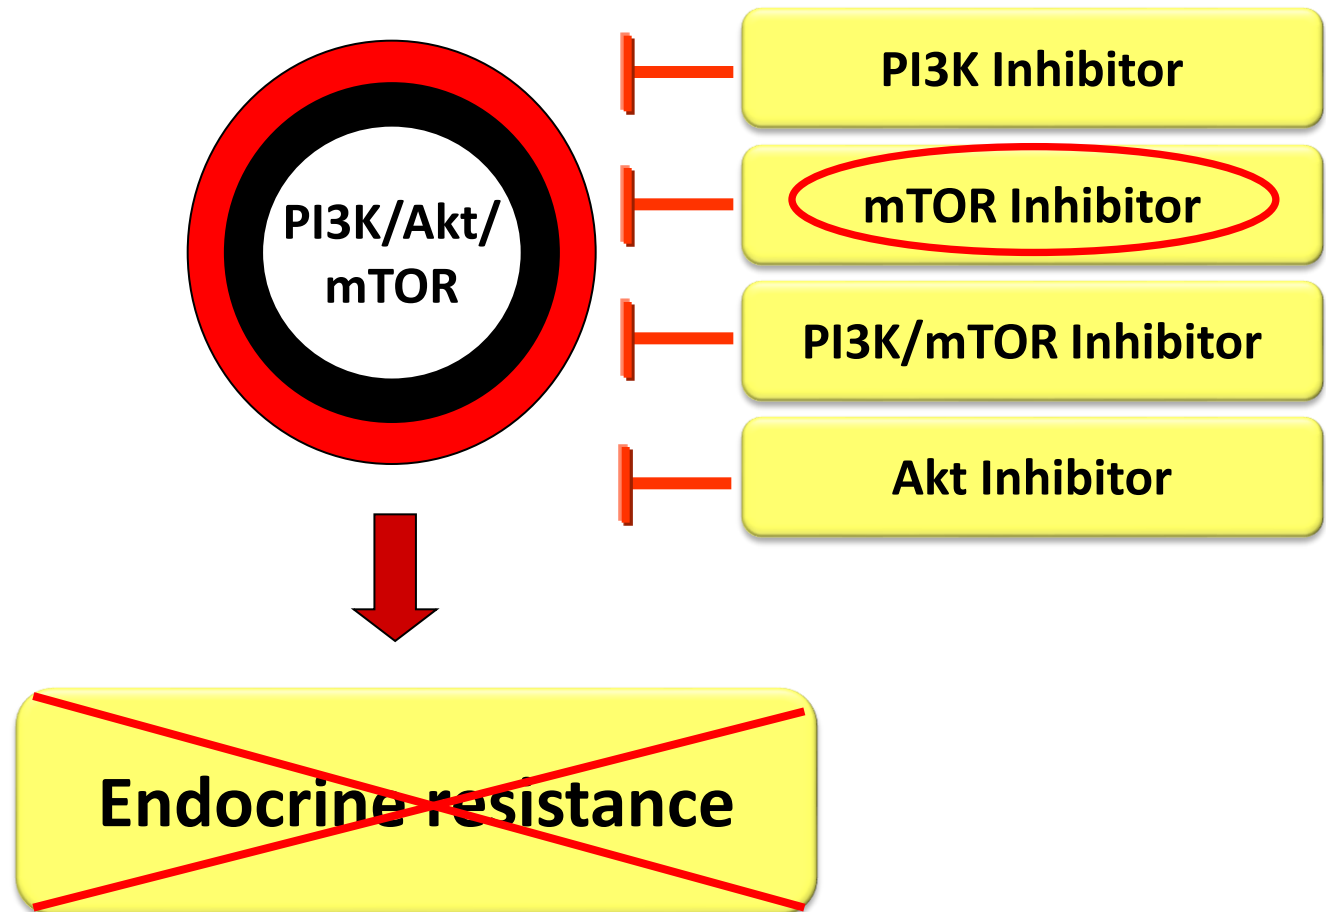 PI3K Inhibitor
PI3K/Akt/
mTOR
mTOR Inhibitor
PI3K/mTOR Inhibitor
Akt Inhibitor
Endocrine resistance